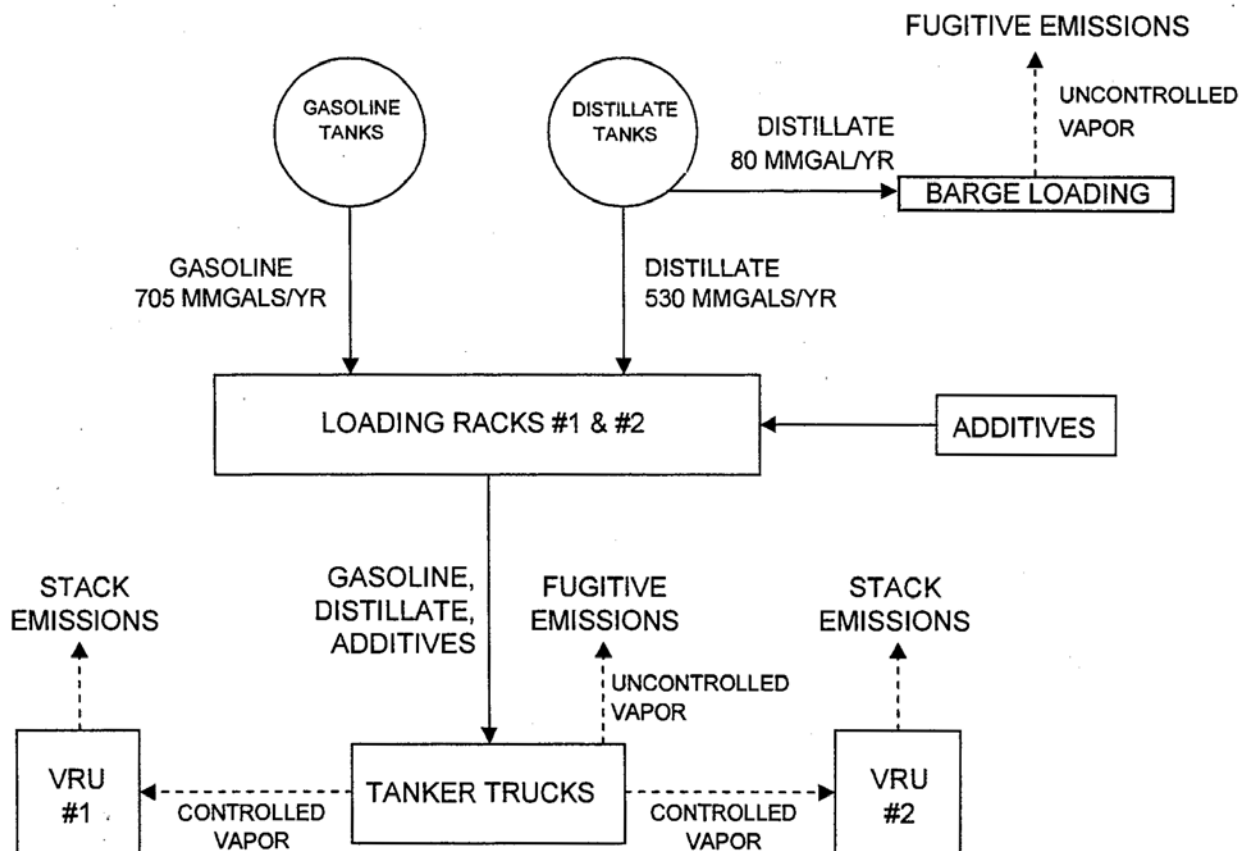 FUGITIVE EMISSIONS
UNCONTROLLED
VAPOR
GASOLINE
TANKS
DISTILLATE
TANKS
DISTILLATE
80 MMGAL/YR
BARGE LOADING
GASOLINE
705 MMGALS/YR
DISTILLATE
530 MMGALS/YR
LOADING RACKS #1 & #2
ADDITIVES
STACK
EMISSIONS
GASOLINE,
DISTILLATE,
ADDITIVES
FUGITIVE
EMISSIONS
STACK
EMISSIONS
UNCONTROLLED
VAPOR
VRU
#1
CONTROLLED
VAPOR
TANKER TRUCKS
CONTROLLED
VAPOR
VRU
#2